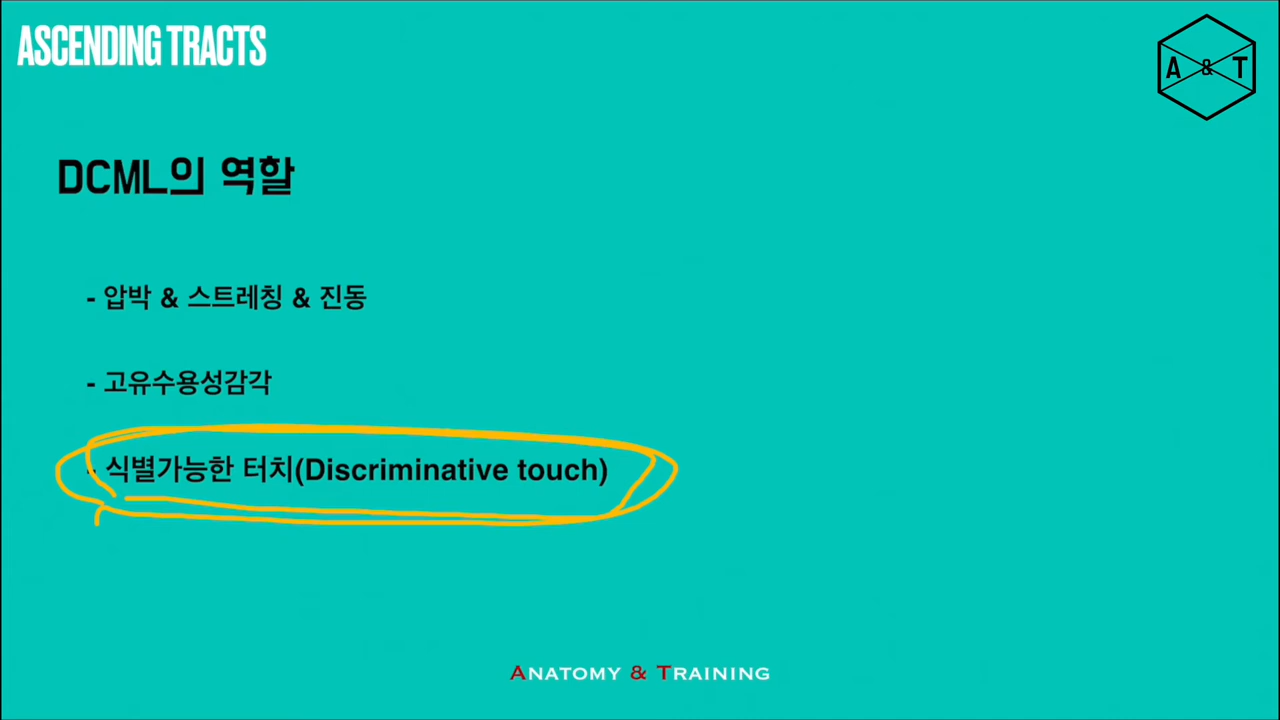 ASCENDING TRACTS
A & T
DCML의 역할
- 압박 & 스트레칭 & 진동
- 고유수용성감각
- 식별가능한 터치(Discriminative touch)
ANATOMY & TRAINING